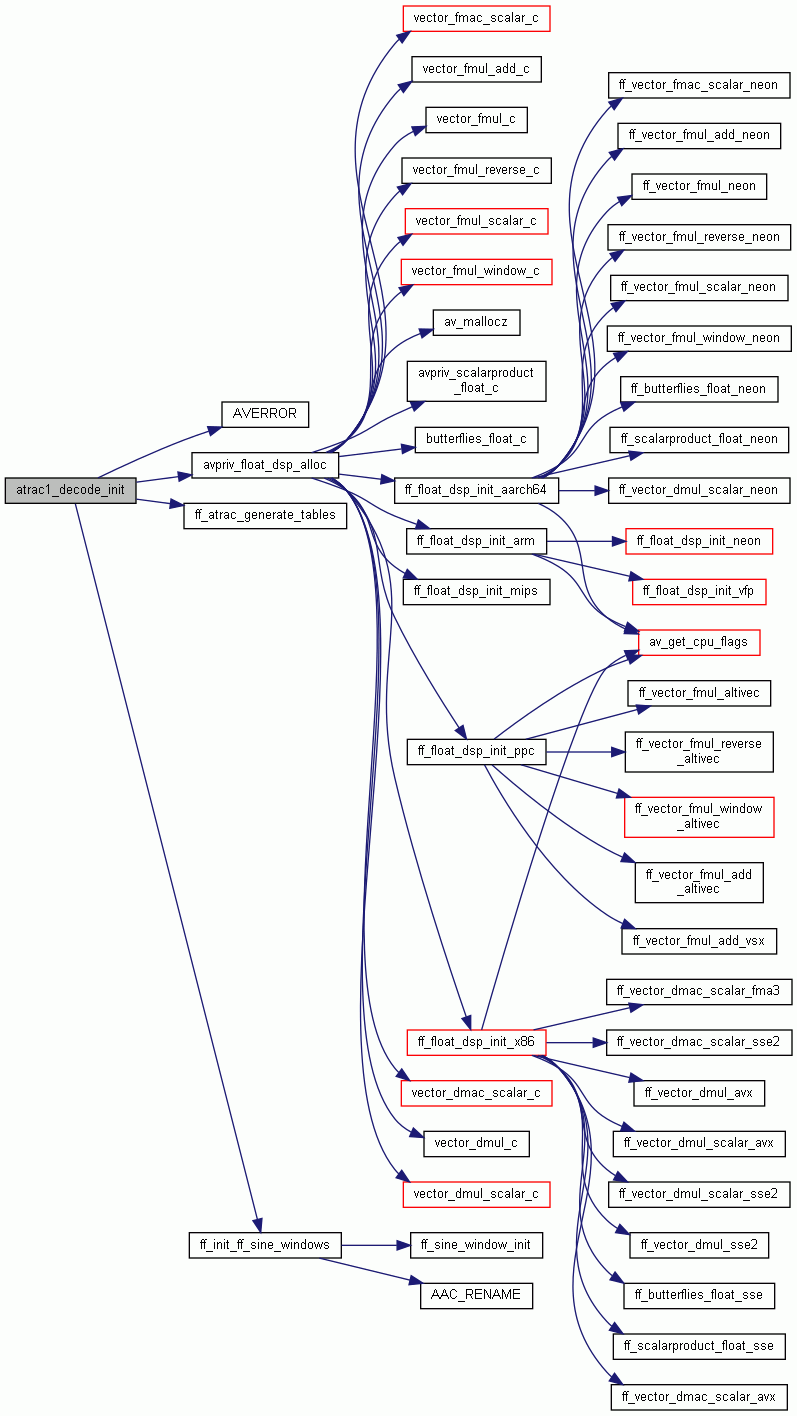 vector_fmac_scalar_c
vector_fmul_add_c
ff_vector_fmac_scalar_neon
vector_fmul_c
ff_vector_fmul_add_neon
vector_fmul_reverse_c
ff_vector_fmul_neon
vector_fmul_scalar_c
ff_vector_fmul_reverse_neon
vector_fmul_window_c
ff_vector_fmul_scalar_neon
av_mallocz
ff_vector_fmul_window_neon
avpriv_scalarproduct
_float_c
ff_butterflies_float_neon
AVERROR
butterflies_float_c
ff_scalarproduct_float_neon
avpriv_float_dsp_alloc
atrac1_decode_init
ff_float_dsp_init_aarch64
ff_vector_dmul_scalar_neon
ff_atrac_generate_tables
ff_float_dsp_init_arm
ff_float_dsp_init_neon
ff_float_dsp_init_mips
ff_float_dsp_init_vfp
av_get_cpu_flags
ff_vector_fmul_altivec
ff_float_dsp_init_ppc
ff_vector_fmul_reverse
_altivec
ff_vector_fmul_window
_altivec
ff_vector_fmul_add
_altivec
ff_vector_fmul_add_vsx
ff_vector_dmac_scalar_fma3
ff_float_dsp_init_x86
ff_vector_dmac_scalar_sse2
vector_dmac_scalar_c
ff_vector_dmul_avx
vector_dmul_c
ff_vector_dmul_scalar_avx
vector_dmul_scalar_c
ff_vector_dmul_scalar_sse2
ff_init_ff_sine_windows
ff_sine_window_init
ff_vector_dmul_sse2
AAC_RENAME
ff_butterflies_float_sse
ff_scalarproduct_float_sse
ff_vector_dmac_scalar_avx